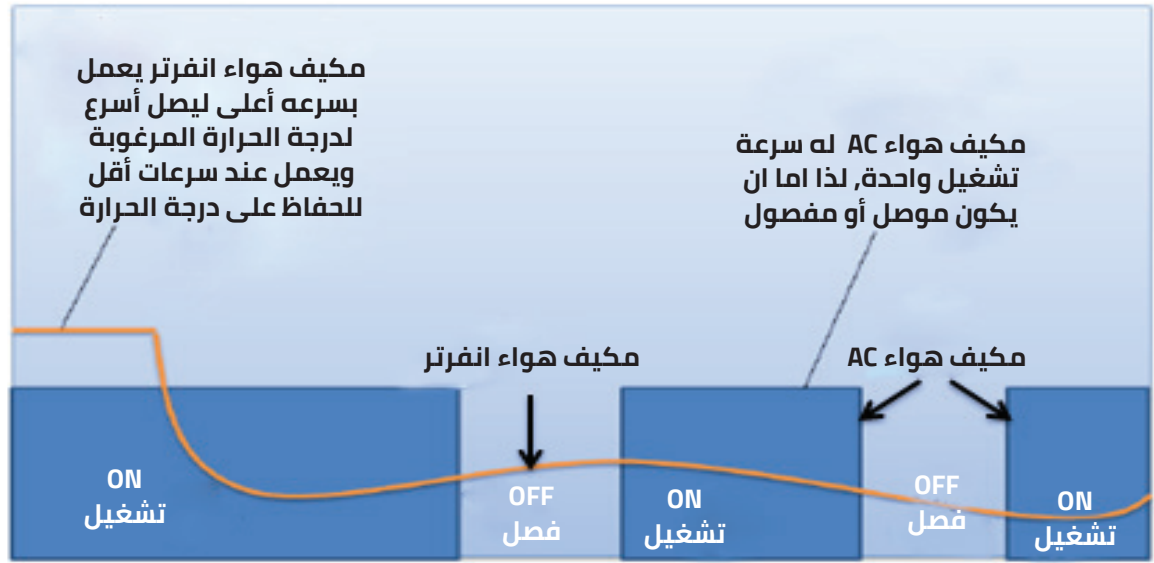 مكيف هواء انفرتر يعمل
بسرعه أعلى ليصل أسرع
لدرجة الحرارة المرغوبة
ويعمل عند سرعات أقل
للحفاظ على درجة الحرارة
مكيف هواء AC له سرعة
تشغيل واحدة, لذا اما ان
يكون موصل أو مفصول
مكيف هواء انفرتر
مكيف هواء AC
ON
تشغيل
OFF
فصل
ON
تشغيل
OFF
فصل
ON
تشغيل